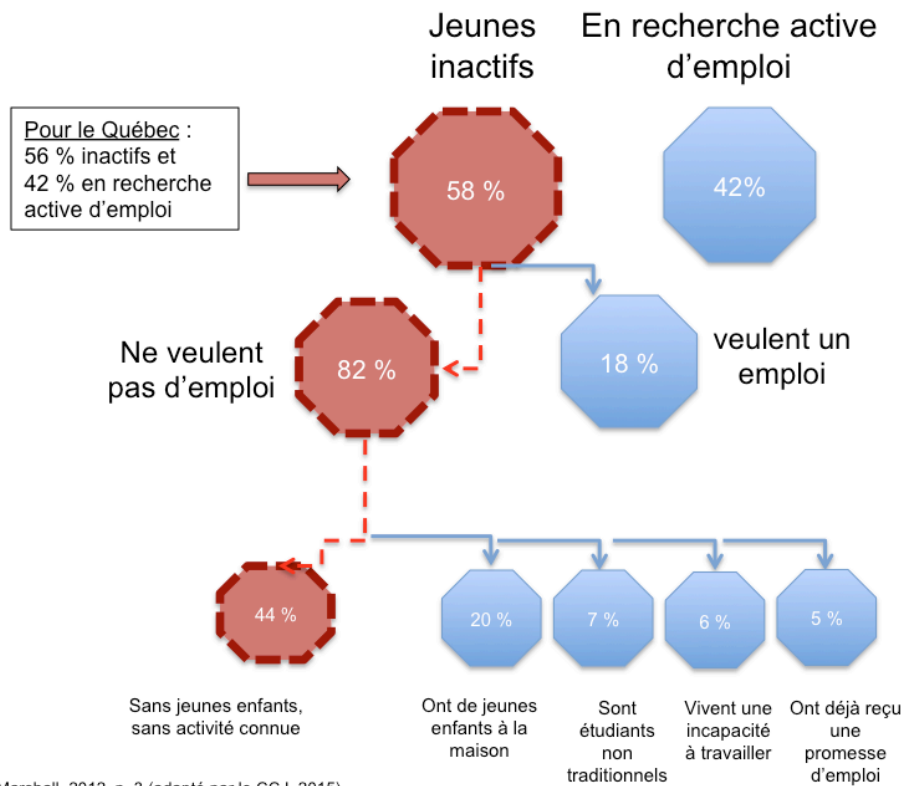 Jeunes
inactifs
En recherche active
d'emploi
Pour le Québec :
56 % inactifs et
42 % en recherche
active d'emploi
58 %
42%
Ne veulent
pas d'emploi
82 %
18 %
veulent un
emploi
44 %
20 %
7 %
6 %
5 %
Sans jeunes enfants,
sans activité connue
Ont de jeunes
enfants à la
maison
Sont
étudiants
non
traditionnels
Vivent une
incapacité
à travailler
Ont déjà reçu
une
promesse
d'emploi